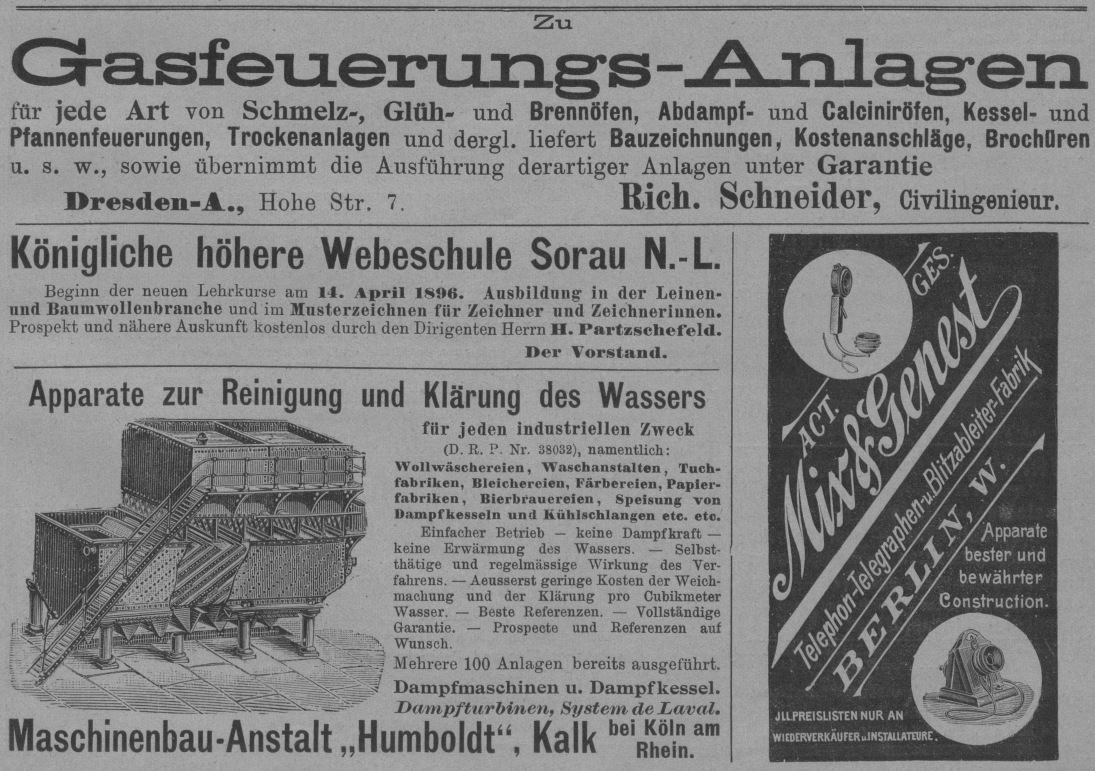 Zu
Gasfeuerungs-Anlagen
für jede Art von Schmelz-, Glüh- und Brennöfen, Abdampf- und Calciniröfen, Kessel- und
Pfannenfeuerungen, Trockenanlagen und dergl. liefert Bauzeichnungen, Kostenanschläge, Brochüren
u. s. w., sowie übernimmt die Ausführung derartiger Anlagen unter Garantie
Dresden-A., Hohe Str. 7. Rich. Schneider, Civilingenieur.
Königliche höhere Webeschule Sorau N.-L.
Beginn der neuen Lehrkurse am 14. April 1896. Ausbildung in der Leinen-
und Baumwollenbranche und im Musterzeichnen für Zeichner und Zeichnerinnen.
Prospekt und nähere Auskunft kostenlos durch den Dirigenten Herrn H. Partzschefeld.
Der Vorstand.
Apparate zur Reinigung und Klärung des Wassers
für jeden industriellen Zweck
(D. R. P. Nr. 38032), namentlich:
Wollwäschereien, Waschanstalten, Tuch-
fabriken, Bleichereien, Färbereien, Papier-
fabriken, Bierbrauereien, Speisung von
Dampfkesseln und Kühlschlangen etc. etc.
Einfacher Betrieb — keine Dampfkraft —
keine Erwärmung des Wassers. — Selbst-
thätige und regelmässige Wirkung des Ver-
fahrens. — Aeusserst geringe Kosten der Weich-
machung und der Klärung pro Cubikmeter
Wasser. — Beste Referenzen. — Vollständige
Garantie. — Prospecte und Referenzen auf
Wunsch.
Mehrere 100 Anlagen bereits ausgeführt.
Dampfmaschinen u. Dampfkessel.
Dampfturbinen, System de Laval.
Maschinenbau-Anstalt „Humboldt“, Kalk bei Köln am
Rhein.
ACT. GES.
Mix & Genest
Telephon-Telegraphen- u. Blitzableiter-Fabrik
BERLIN, W.
Apparate
bester und
bewährter
Construction.
JLL. PREISLISTEN NUR AN
WIEDERVERKÄUFER u. INSTALLATEURE.